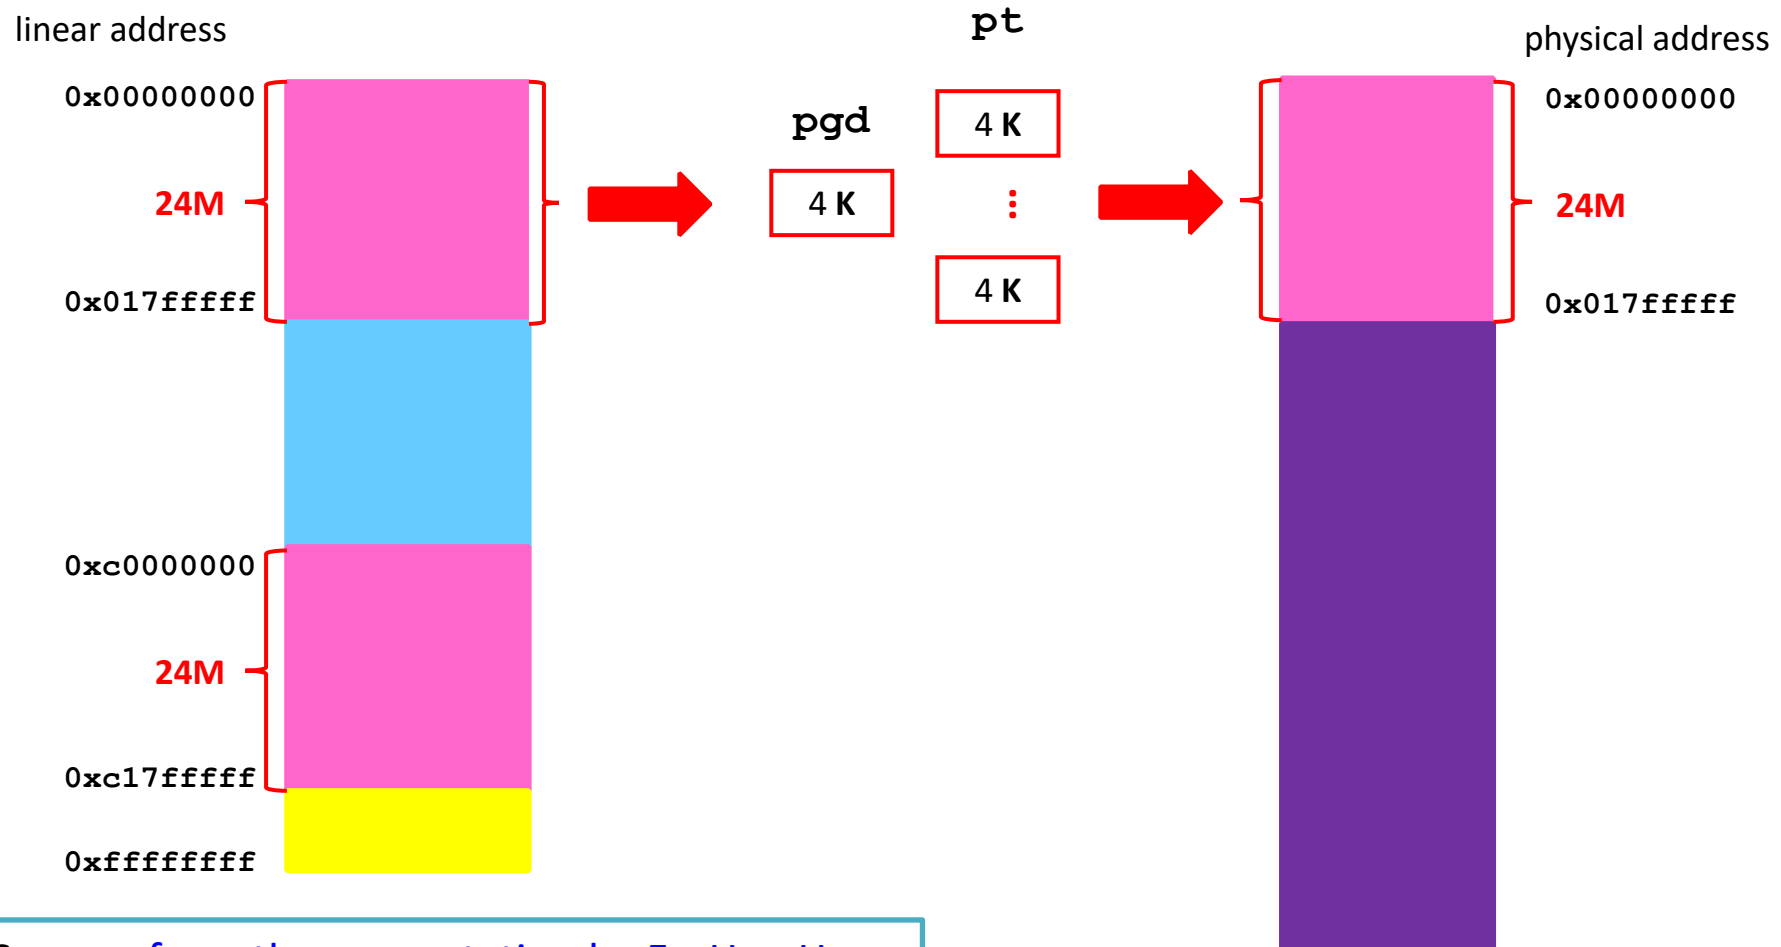 linear address
pt
physical address
0x00000000
pgd
4 K
0x00000000
24M
4 K
⋮
24M
0x017fffff
4 K
0x017fffff
0xc0000000
24M
0xc17fffff
0xffffffff